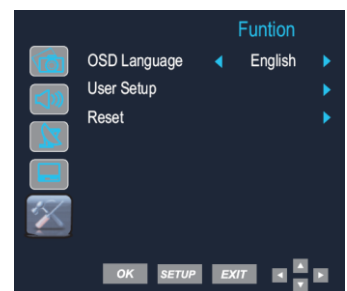 Funtion
OSD Language English
User Setup
Reset
OK SETUP EXIT